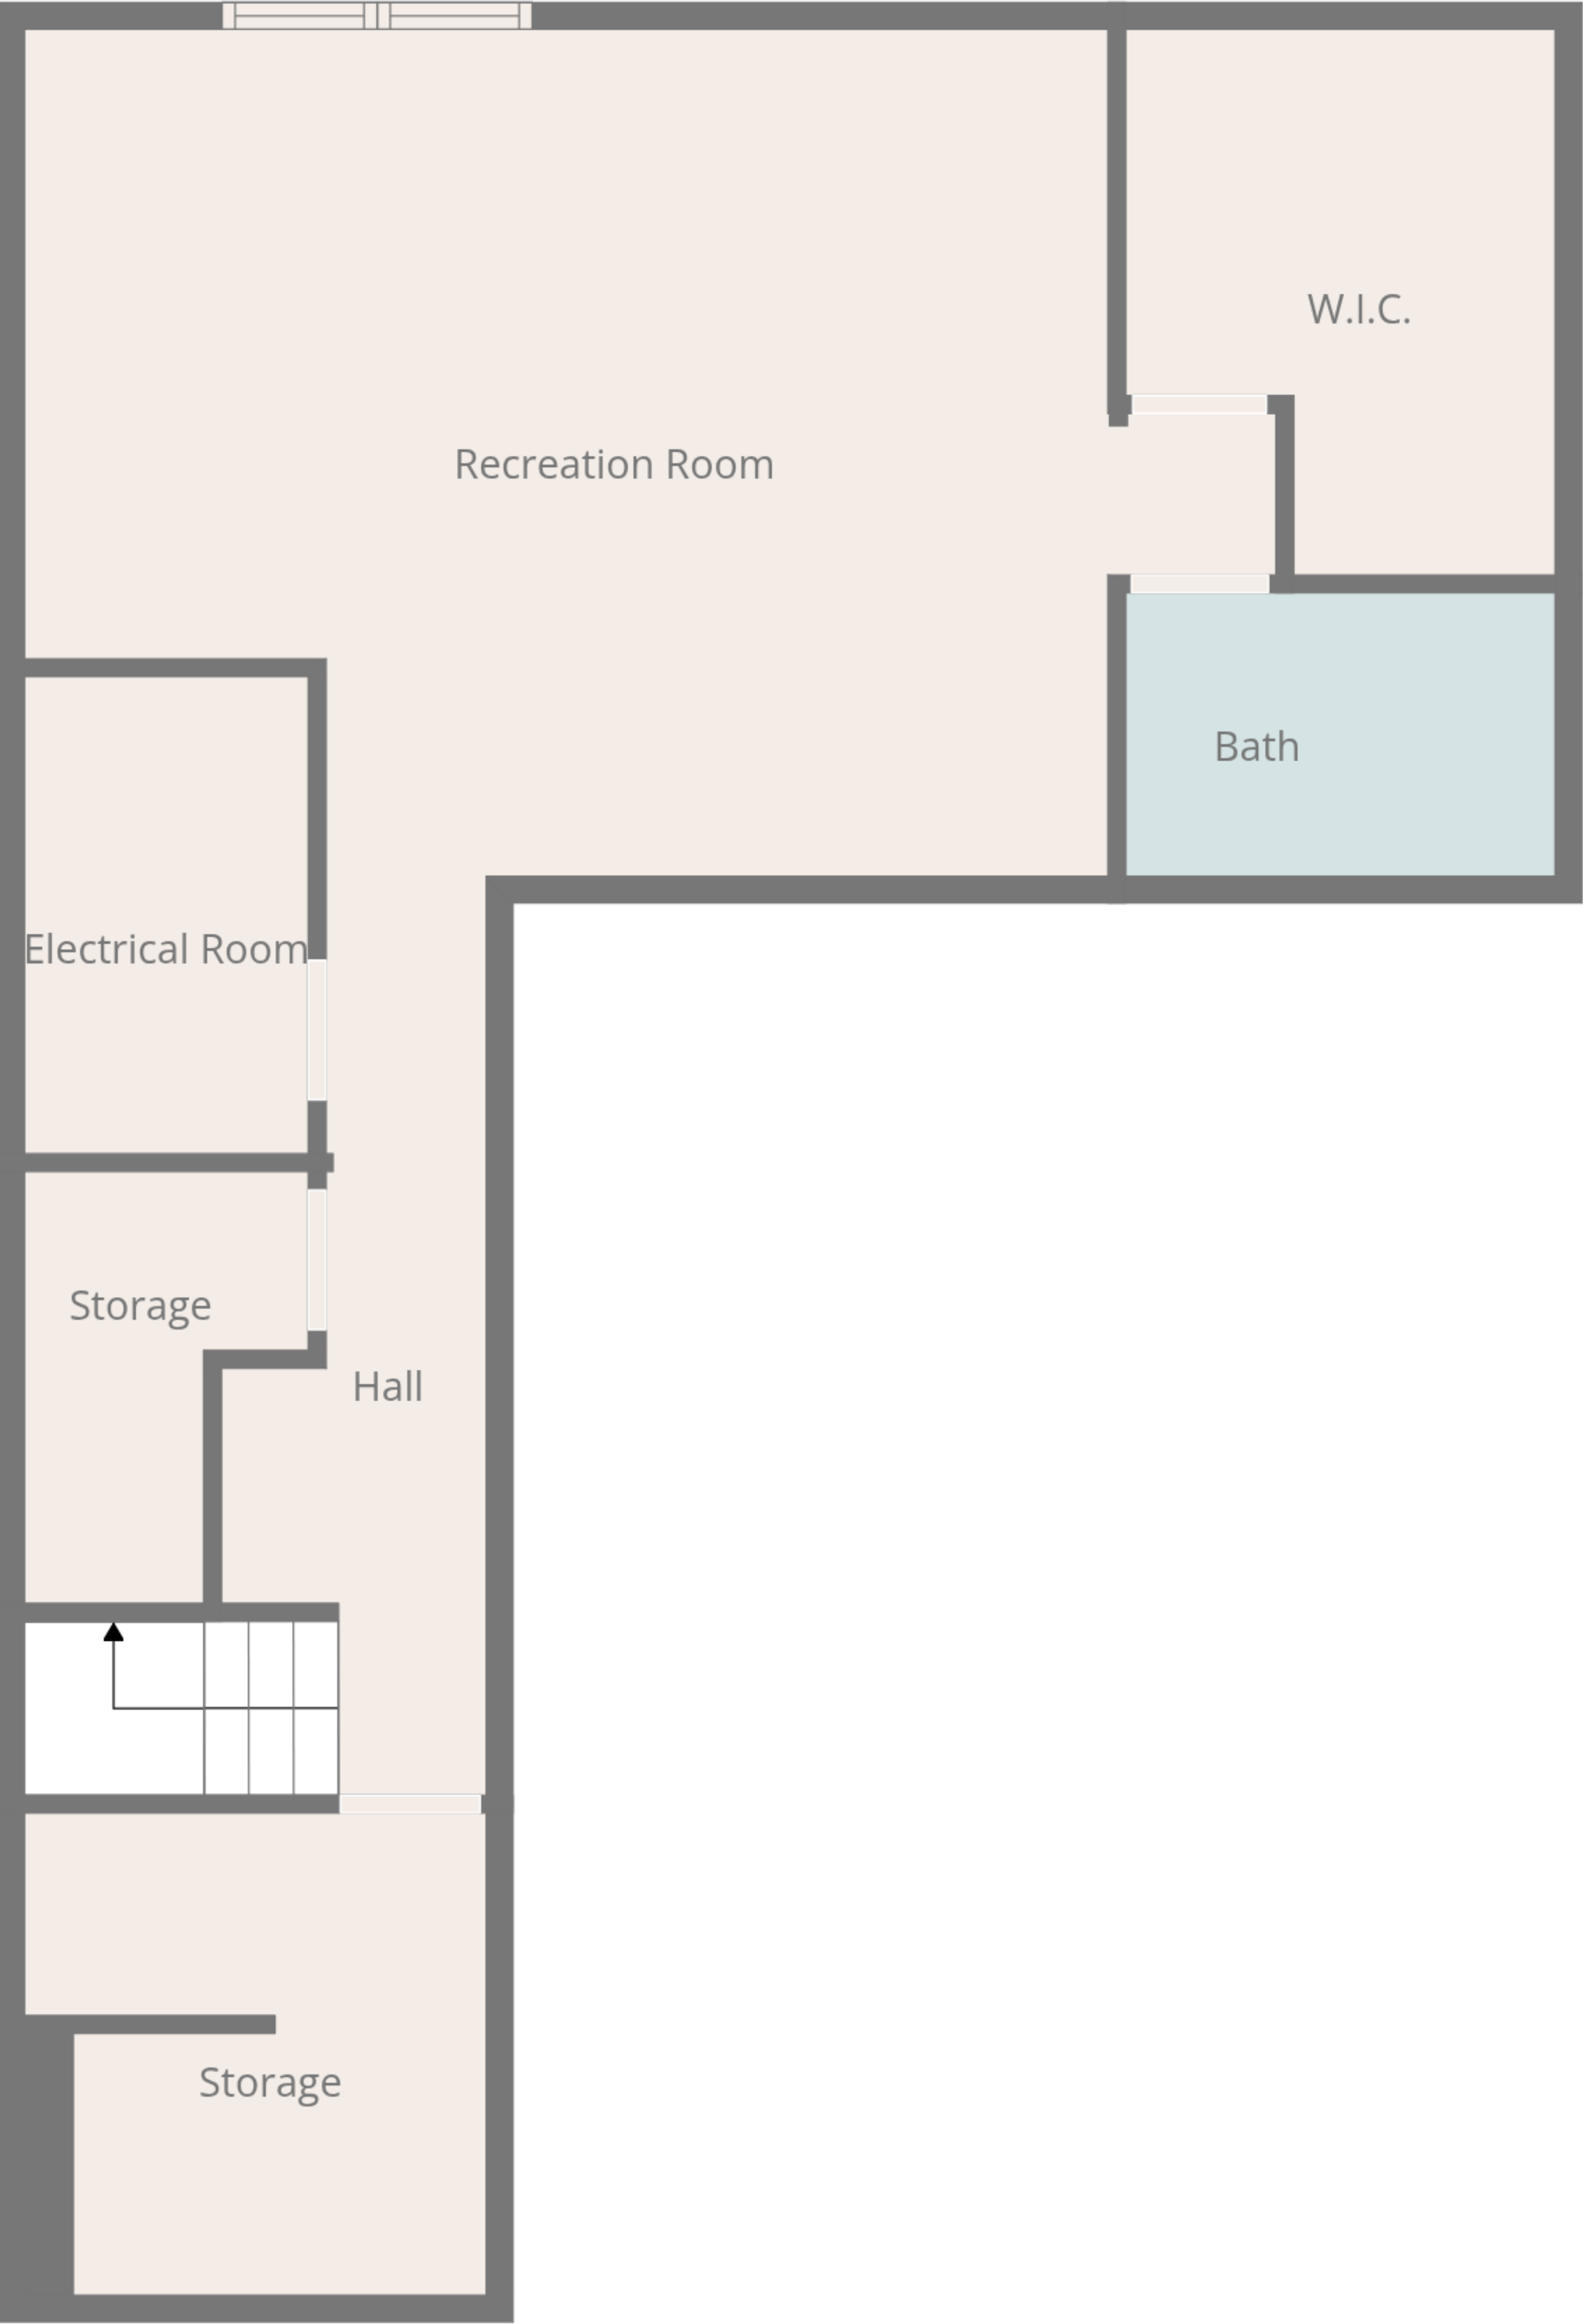 W.I.C.
Recreation Room
Bath
Electrical Room
Storage
Hall
Storage